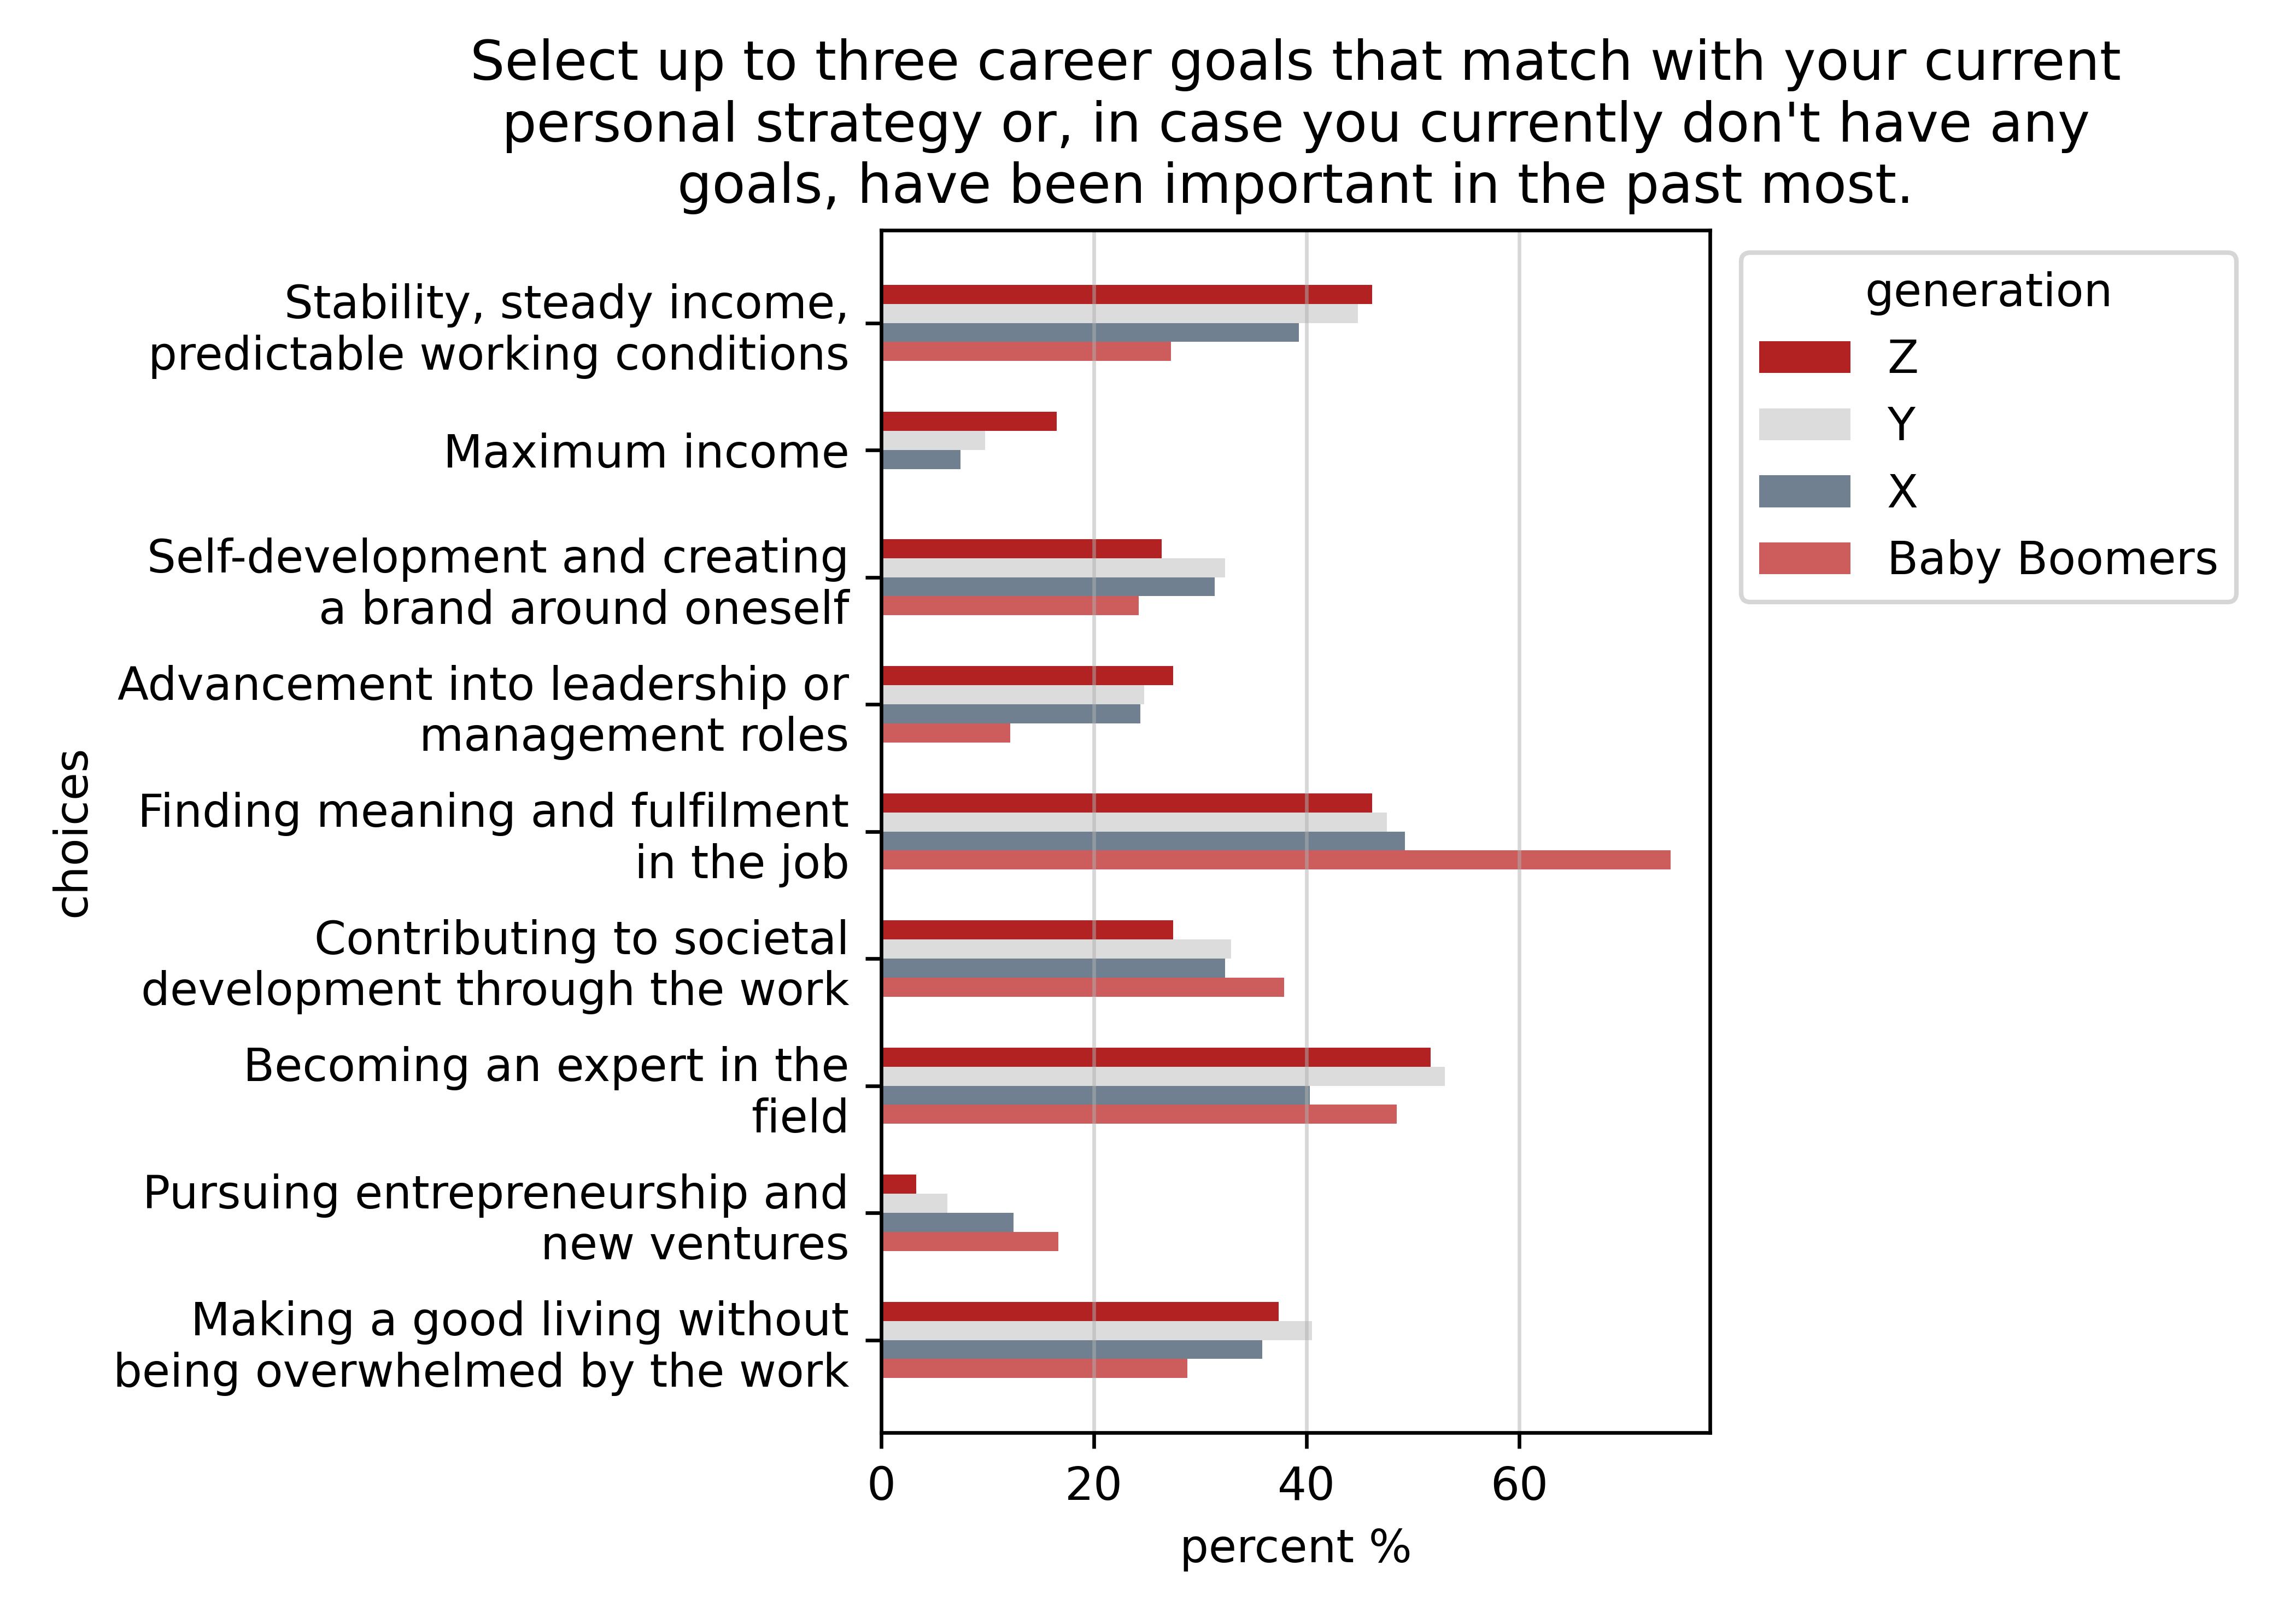 Select up to three career goals that match with your current
personal strategy or, in case you currently don't have any
goals, have been important in the past most.
generation
Z
Y
X
Baby Boomers
choices
Stability, steady income,
predictable working conditions
Maximum income
Self-development and creating
a brand around oneself
Advancement into leadership or
management roles
Finding meaning and fulfilment
in the job
Contributing to societal
development through the work
Becoming an expert in the
field
Pursuing entrepreneurship and
new ventures
Making a good living without
being overwhelmed by the work
0 20 40 60
percent %